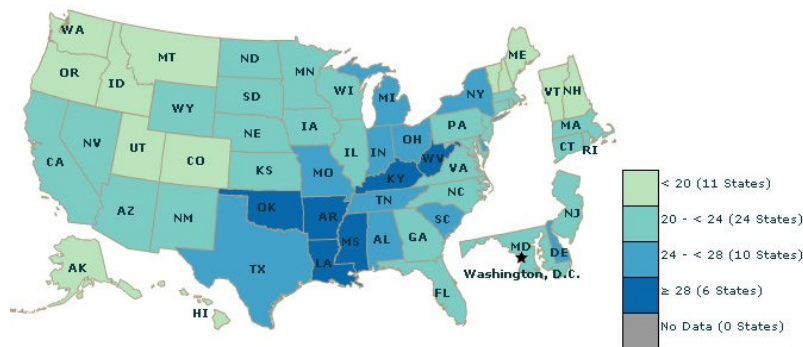 WA
MT
ND
MN
ME
OR
ID
SD
WI
MI
NY
VT
NH
WY
IA
PA
MA
CT
RI
NV
NE
IL
IN
OH
CA
UT
CO
KS
MO
WV
VA
KY
NC
NJ
AZ
NM
OK
AR
TN
SC
TX
LA
MS
AL
GA
MD
DE
Washington, D.C.
AK
FL
HI
< 20 (11 States)
20 - < 24 (24 States)
24 - < 28 (10 States)
≥ 28 (6 States)
No Data (0 States)